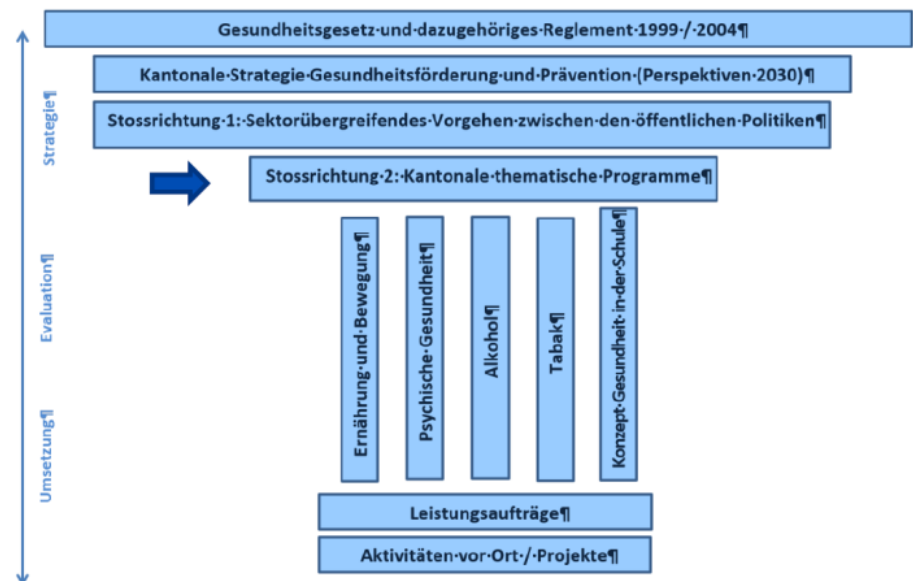 Gesundheitsgesetz·und·dazugehöriges·Reglement·1999·/·2004¶
Kantonale·Strategie·Gesundheitsförderung·und·Prävention·(Perspektiven·2030)¶
Stossrichtung·1:·Sektorübergreifendes·Vorgehen·zwischen·den·öffentlichen·Politiken¶
Stossrichtung·2:·Kantonale·thematische·Programme¶
Strategie¶
Evaluation¶
Umsetzung¶
Ernährung·und·Bewegung¶
Psychische·Gesundheit¶
Alkohol¶
Tabak¶
Konzept·Gesundheit·in·der·Schule¶
Leistungsaufträge¶
Aktivitäten·vor·Ort·/·Projekte¶